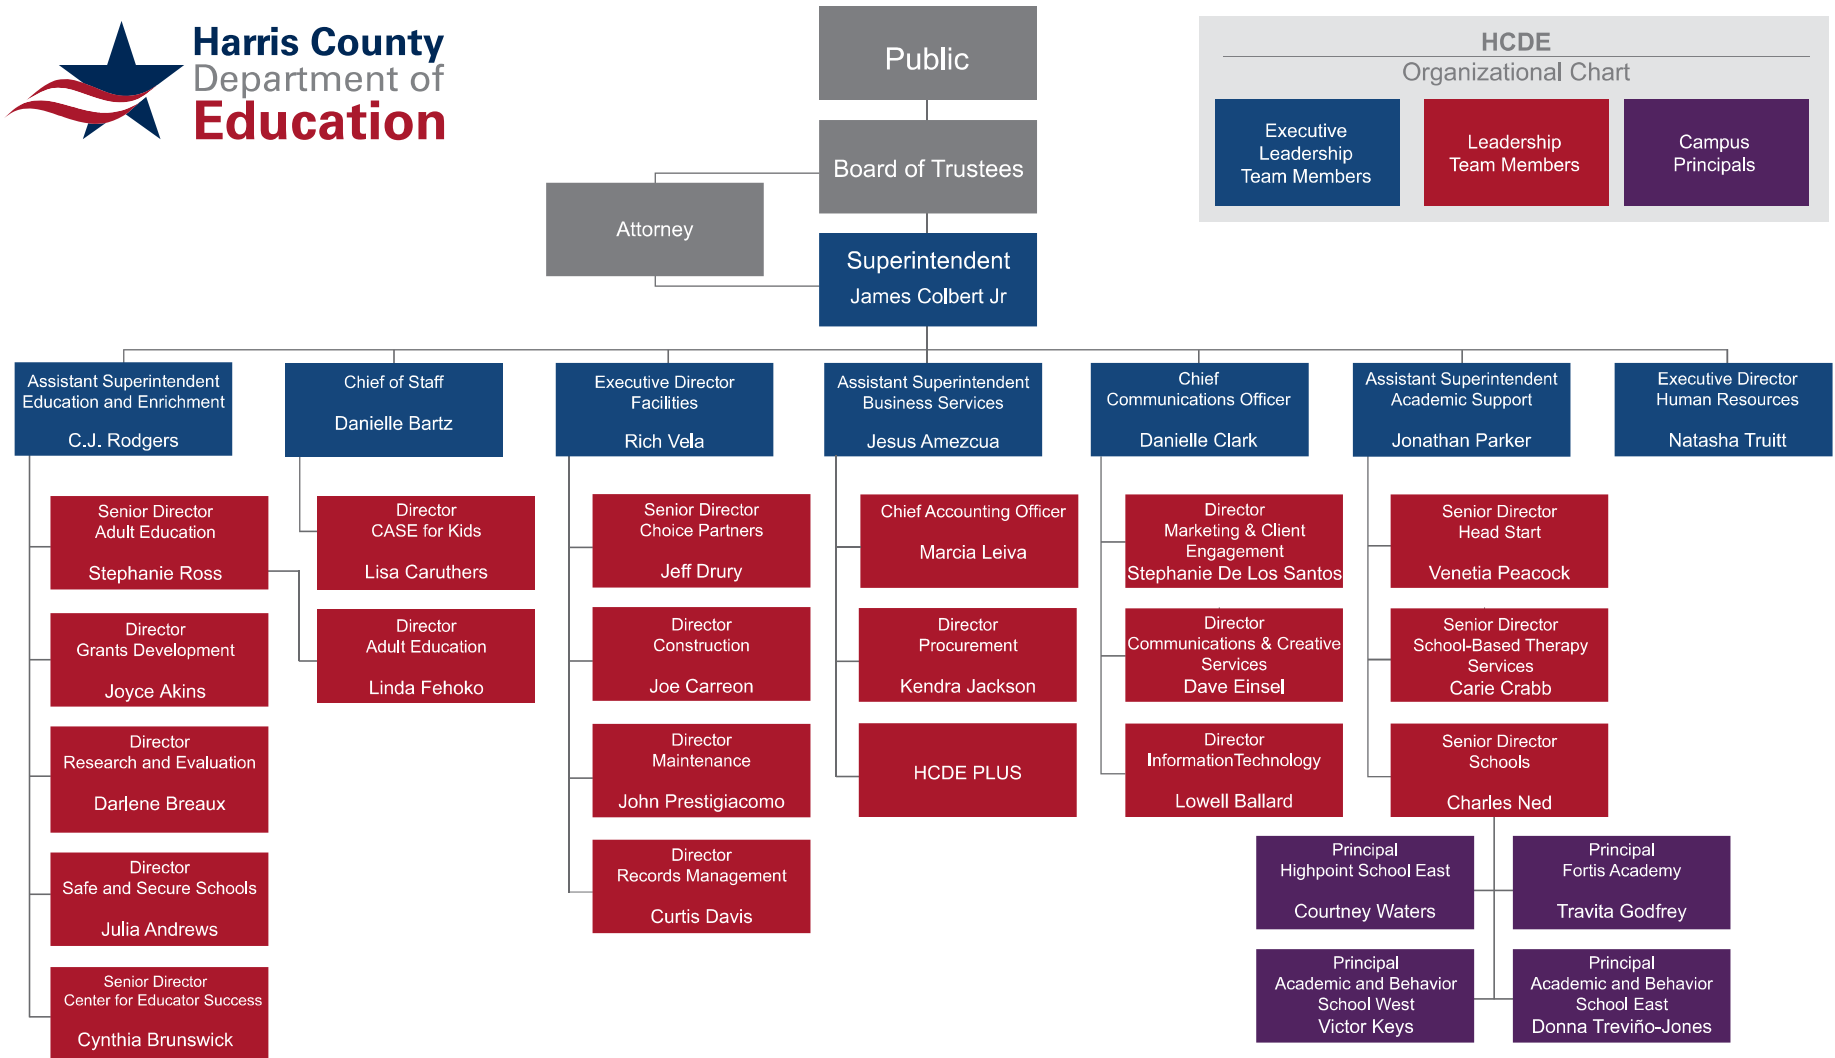 Harris County
Department of
Education
Public
Board of Trustees
Attorney
Superintendent
James Colbert Jr
HCDE
Organizational Chart
Executive
Leadership
Team Members
Leadership
Team Members
Campus
Principals
Assistant Superintendent
Education and Enrichment
C.J. Rodgers
Chief of Staff
Danielle Bartz
Executive Director
Facilities
Rich Vela
Assistant Superintendent
Business Services
Jesus Amezcua
Chief
Communications Officer
Danielle Clark
Assistant Superintendent
Academic Support
Jonathan Parker
Executive Director
Human Resources
Natasha Truitt
Senior Director
Adult Education
Stephanie Ross
Director
Grants Development
Joyce Akins
Director
Research and Evaluation
Darlene Breaux
Director
Safe and Secure Schools
Julia Andrews
Senior Director
Center for Educator Success
Cynthia Brunswick
Director
CASE for Kids
Lisa Caruthers
Director
Adult Education
Linda Fehoko
Senior Director
Choice Partners
Jeff Drury
Director
Construction
Joe Carreon
Director
Maintenance
John Prestigiacomo
Director
Records Management
Curtis Davis
Chief Accounting Officer
Marcia Leiva
Director
Procurement
Kendra Jackson
HCDE PLUS
Director
Marketing & Client
Engagement
Stephanie De Los Santos
Director
Communications & Creative
Services
Dave Einsel
Director
InformationTechnology
Lowell Ballard
Senior Director
Head Start
Venetia Peacock
Senior Director
School-Based Therapy
Services
Carie Crabb
Senior Director
Schools
Charles Ned
Principal
Highpoint School East
Courtney Waters
Principal
Fortis Academy
Travita Godfrey
Principal
Academic and Behavior
School West
Victor Keys
Principal
Academic and Behavior
School East
Donna Treviño-Jones